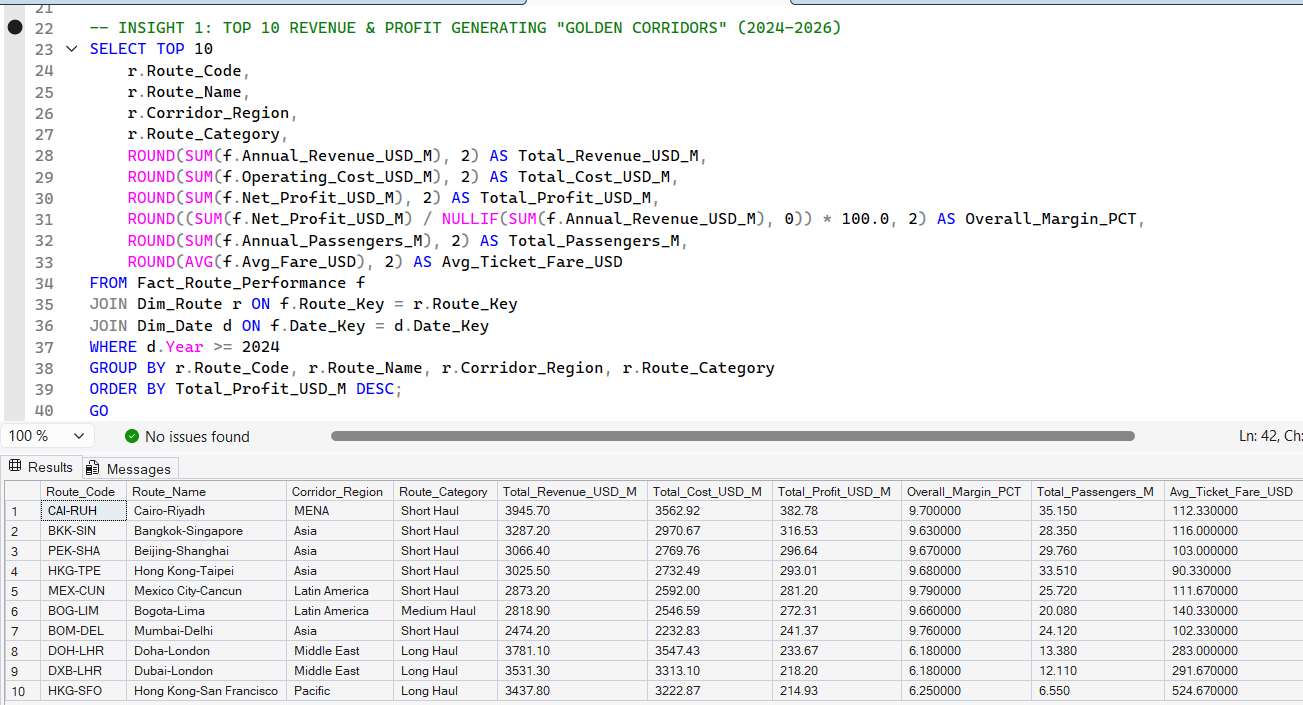 21
22 -- INSIGHT 1: TOP 10 REVENUE & PROFIT GENERATING "GOLDEN CORRIDORS" (2024-2026)
23 SELECT TOP 10
24 r.Route_Code,
25 r.Route_Name,
26 r.Corridor_Region,
27 r.Route_Category,
28 ROUND(SUM(f.Annual_Revenue_USD_M), 2) AS Total_Revenue_USD_M,
29 ROUND(SUM(f.Operating_Cost_USD_M), 2) AS Total_Cost_USD_M,
30 ROUND(SUM(f.Net_Profit_USD_M), 2) AS Total_Profit_USD_M,
31 ROUND((SUM(f.Net_Profit_USD_M) / NULLIF(SUM(f.Annual_Revenue_USD_M), 0)) * 100.0, 2) AS Overall_Margin_PCT,
32 ROUND(SUM(f.Annual_Passengers_M), 2) AS Total_Passengers_M,
33 ROUND(AVG(f.Avg_Fare_USD), 2) AS Avg_Ticket_Fare_USD
34 FROM Fact_Route_Performance f
35 JOIN Dim_Route r ON f.Route_Key = r.Route_Key
36 JOIN Dim_Date d ON f.Date_Key = d.Date_Key
37 WHERE d.Year >= 2024
38 GROUP BY r.Route_Code, r.Route_Name, r.Corridor_Region, r.Route_Category
39 ORDER BY Total_Profit_USD_M DESC;
40 GO
100 % No issues found Ln: 42, Ch:
Results Messages
Route_Code Route_Name Corridor_Region Route_Category Total_Revenue_USD_M Total_Cost_USD_M Total_Profit_USD_M Overall_Margin_PCT Total_Passengers_M Avg_Ticket_Fare_USD
1 CAI-RUH Cairo-Riyadh MENA Short Haul 3945.70 3562.92 382.78 9.700000 35.150 112.330000
2 BKK-SIN Bangkok-Singapore Asia Short Haul 3287.20 2970.67 316.53 9.630000 28.350 116.000000
3 PEK-SHA Beijing-Shanghai Asia Short Haul 3066.40 2769.76 296.64 9.670000 29.760 103.000000
4 HKG-TPE Hong Kong-Taipei Asia Short Haul 3025.50 2732.49 293.01 9.680000 33.510 90.330000
5 MEX-CUN Mexico City-Cancun Latin America Short Haul 2873.20 2592.00 281.20 9.790000 25.720 111.670000
6 BOG-LIM Bogota-Lima Latin America Medium Haul 2818.90 2546.59 272.31 9.660000 20.080 140.330000
7 BOM-DEL Mumbai-Delhi Asia Short Haul 2474.20 2232.83 241.37 9.760000 24.120 102.330000
8 DOH-LHR Doha-London Middle East Long Haul 3781.10 3547.43 233.67 6.180000 13.380 283.000000
9 DXB-LHR Dubai-London Middle East Long Haul 3531.30 3313.10 218.20 6.180000 12.110 291.670000
10 HKG-SFO Hong Kong-San Francisco Pacific Long Haul 3437.80 3222.87 214.93 6.250000 6.550 524.670000